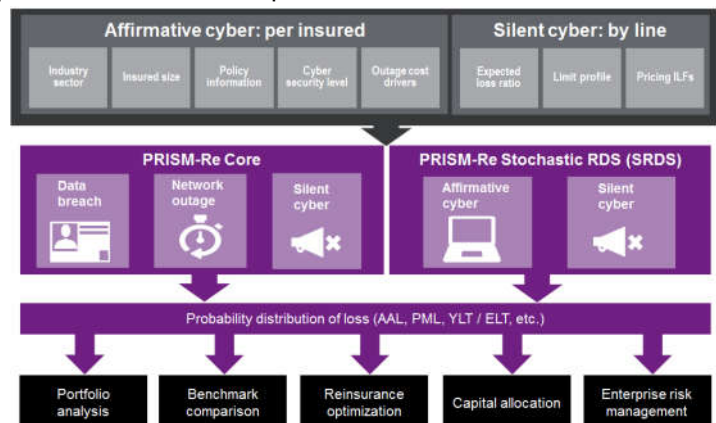 Affirmative cyber: per insured
Silent cyber: by line
Industry
sector
Insured size
Policy
information
Cyber
security level
Outage cost
drivers
Expected
loss ratio
Limit profile
Pricing ILFs
PRISM-Re Core
PRISM-Re Stochastic RDS (SRDS)
Data
breach
Network
outage
Silent
cyber
Affirmative
cyber
Silent
cyber
Probability distribution of loss (AAL, PML, YLT / ELT, etc.)
Portfolio
analysis
Benchmark
comparison
Reinsurance
optimization
Capital allocation
Enterprise risk
management